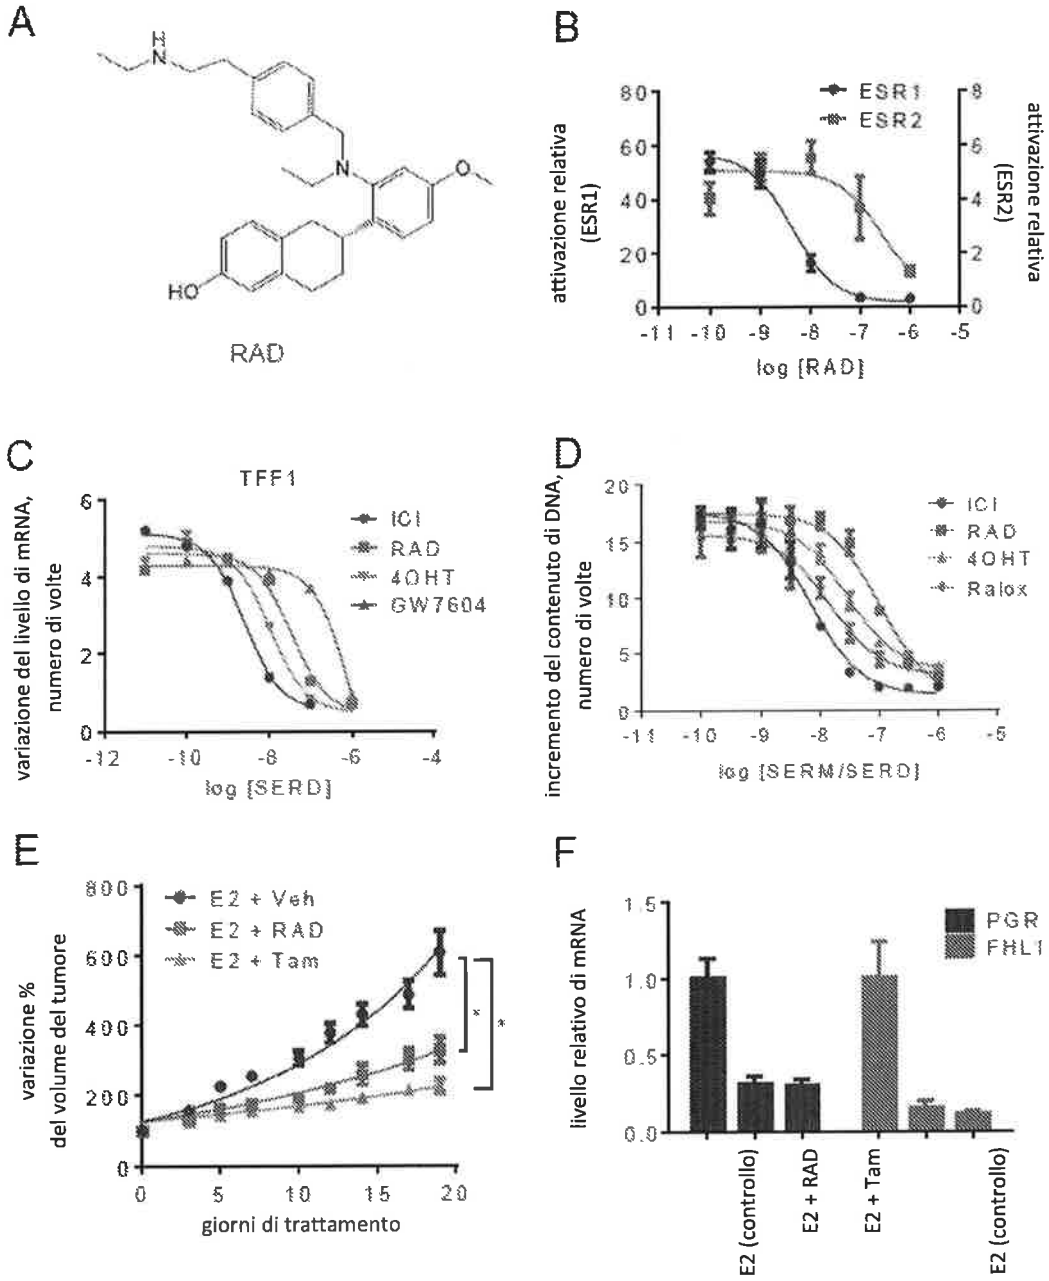 A
H
N
N
O
HO
RAD
B
ESR1
ESR2
80
60
40
20
0
8
6
4
2
0
attivazione relativa
(ESR1)
attivazione relativa
(ESR2)
-11 -10 -9 -8 -7 -6 -5
log [RAD]
C
TFF1
ICI
RAD
4OHT
GW7604
6
4
2
0
variazione del livello di mRNA,
numero di volte
-12 -10 -8 -6 -4
log [SERD]
D
ICI
RAD
4OHT
Ralox
20
15
10
5
0
incremento del contenuto di DNA,
numero di volte
-11 -10 -9 -8 -7 -6 -5
log [SERM/SERD]
E
E2 + Veh
E2 + RAD
E2 + Tam
800
600
400
200
0
variazione %
del volume del tumore
* *
0 5 10 15 20
giorni di trattamento
F
PGR
FHL1
1.5
1.0
0.5
0.0
livello relativo di mRNA
E2 (controllo)
E2 + RAD
E2 + Tam
E2 (controllo)